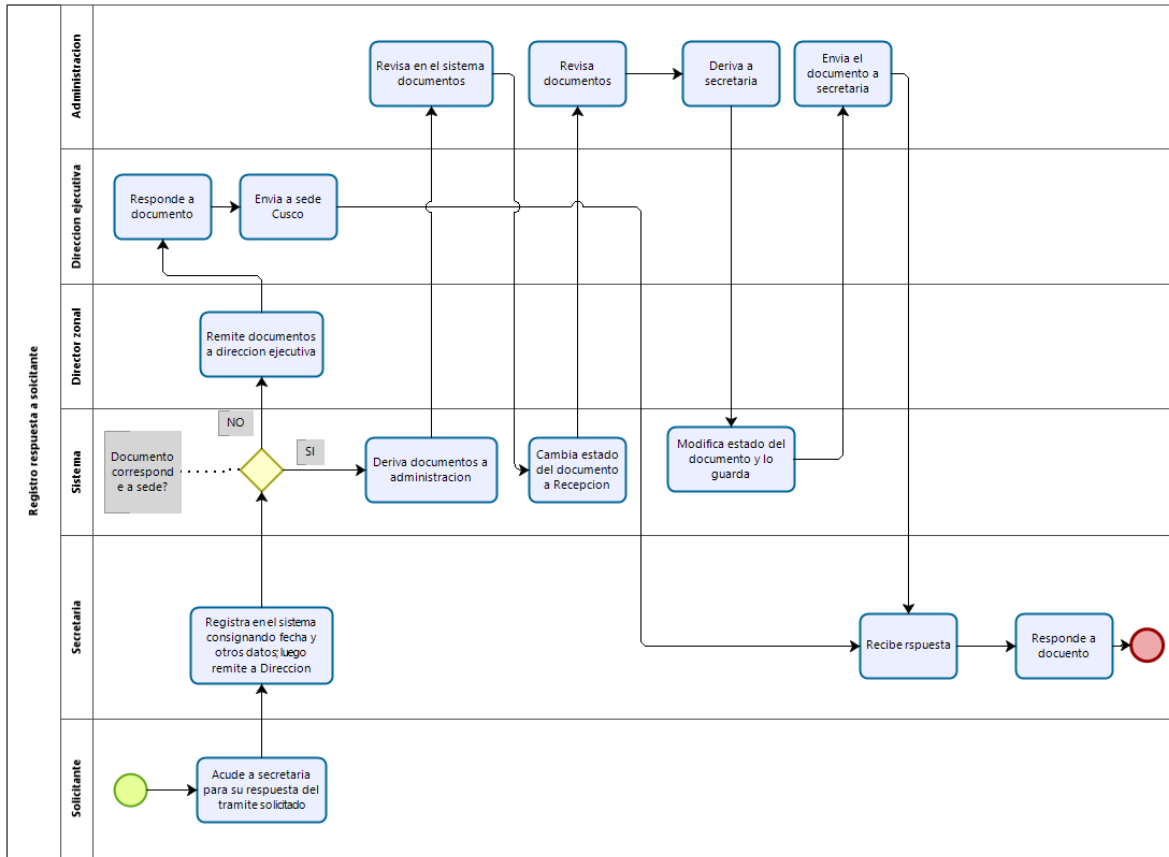 Registro respuesta a soicitante
Administracion
Revisa en el sistema
documentos
Revisa
documentos
Deriva a
secretaria
Envia el
documento a
secretaria
Direccion ejecutiva
Responde a
documento
Envia a sede
Cusco
Director zonal
Remite documentos
a direccion ejecutiva
Sistema
Documento
correspond
e a sede?
NO
SI
Deriva documentos a
administracion
Cambia estado
del documento
a Recepcion
Modifica estado del
documento y lo
guarda
Secretaria
Registra en el sistema
consignando fecha y
otros datos; luego
remite a Direccion
Recibe rspuesta
Responde a
docuento
Solicitante
Acude a secretaria
para su respuesta del
tramite solicitado